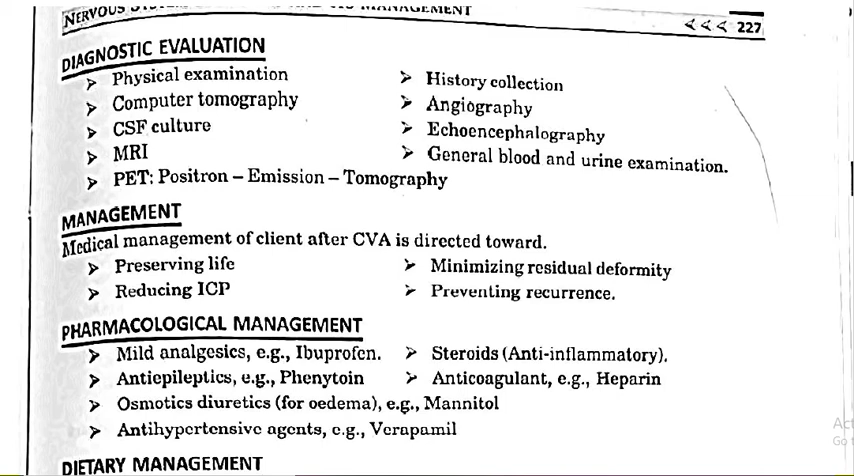 NERVOUS MANAGEMENT
<<< 227
DIAGNOSTIC EVALUATION
➤ Physical examination ➤ History collection
➤ Computer tomography ➤ Angiography
➤ CSF culture ➤ Echoencephalography
➤ MRI ➤ General blood and urine examination.
➤ PET: Positron – Emission – Tomography
MANAGEMENT
Medical management of client after CVA is directed toward.
➤ Preserving life ➤ Minimizing residual deformity
➤ Reducing ICP ➤ Preventing recurrence.
PHARMACOLOGICAL MANAGEMENT
➤ Mild analgesics, e.g., Ibuprofen. ➤ Steroids (Anti-inflammatory).
➤ Antiepileptics, e.g., Phenytoin ➤ Anticoagulant, e.g., Heparin
➤ Osmotics diuretics (for oedema), e.g., Mannitol
➤ Antihypertensive agents, e.g., Verapamil
DIETARY MANAGEMENT